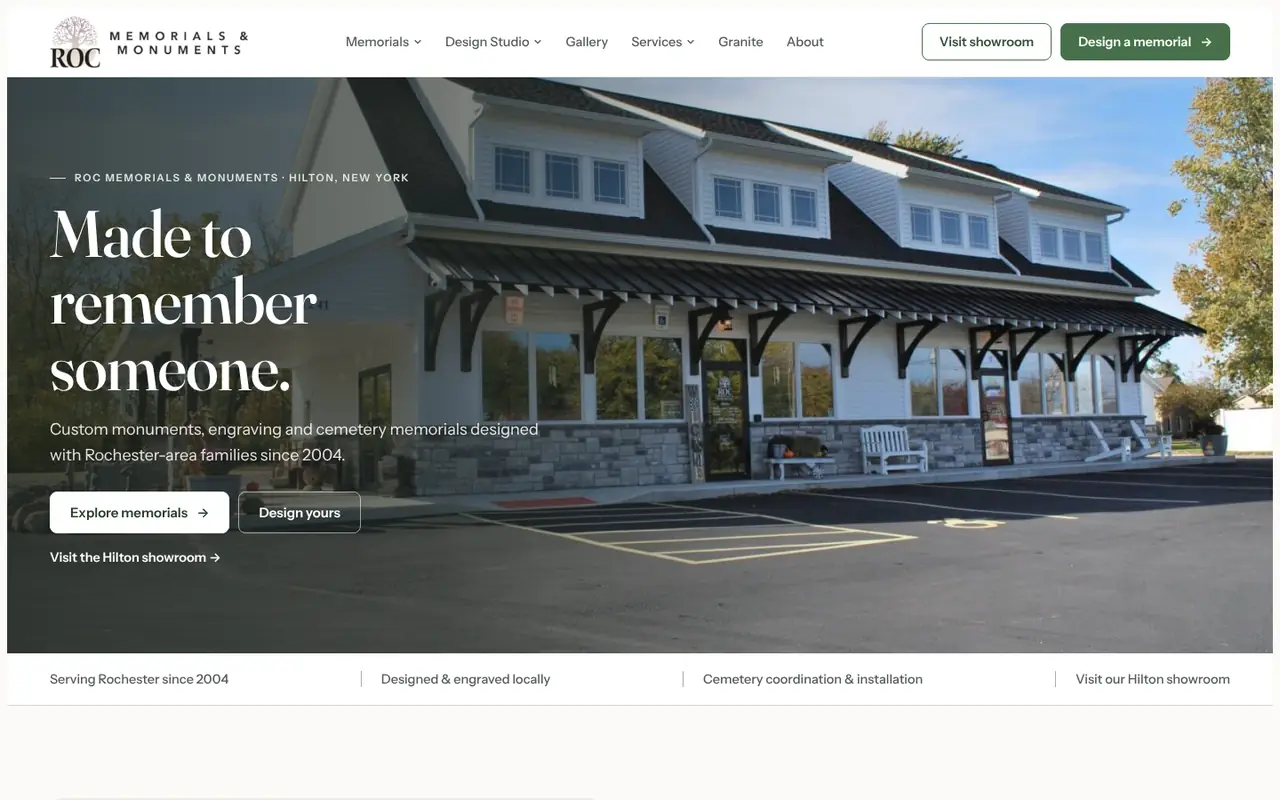 MEMORIALS &
MONUMENTS
ROC
Memorials
Design Studio
Gallery
Services
Granite
About
Visit showroom
Design a memorial →
ROC MEMORIALS & MONUMENTS · HILTON, NEW YORK
Made to
remember
someone.
Custom monuments, engraving and cemetery memorials designed
with Rochester-area families since 2004.
Explore memorials →
Design yours
Visit the Hilton showroom →
Serving Rochester since 2004
Designed & engraved locally
Cemetery coordination & installation
Visit our Hilton showroom